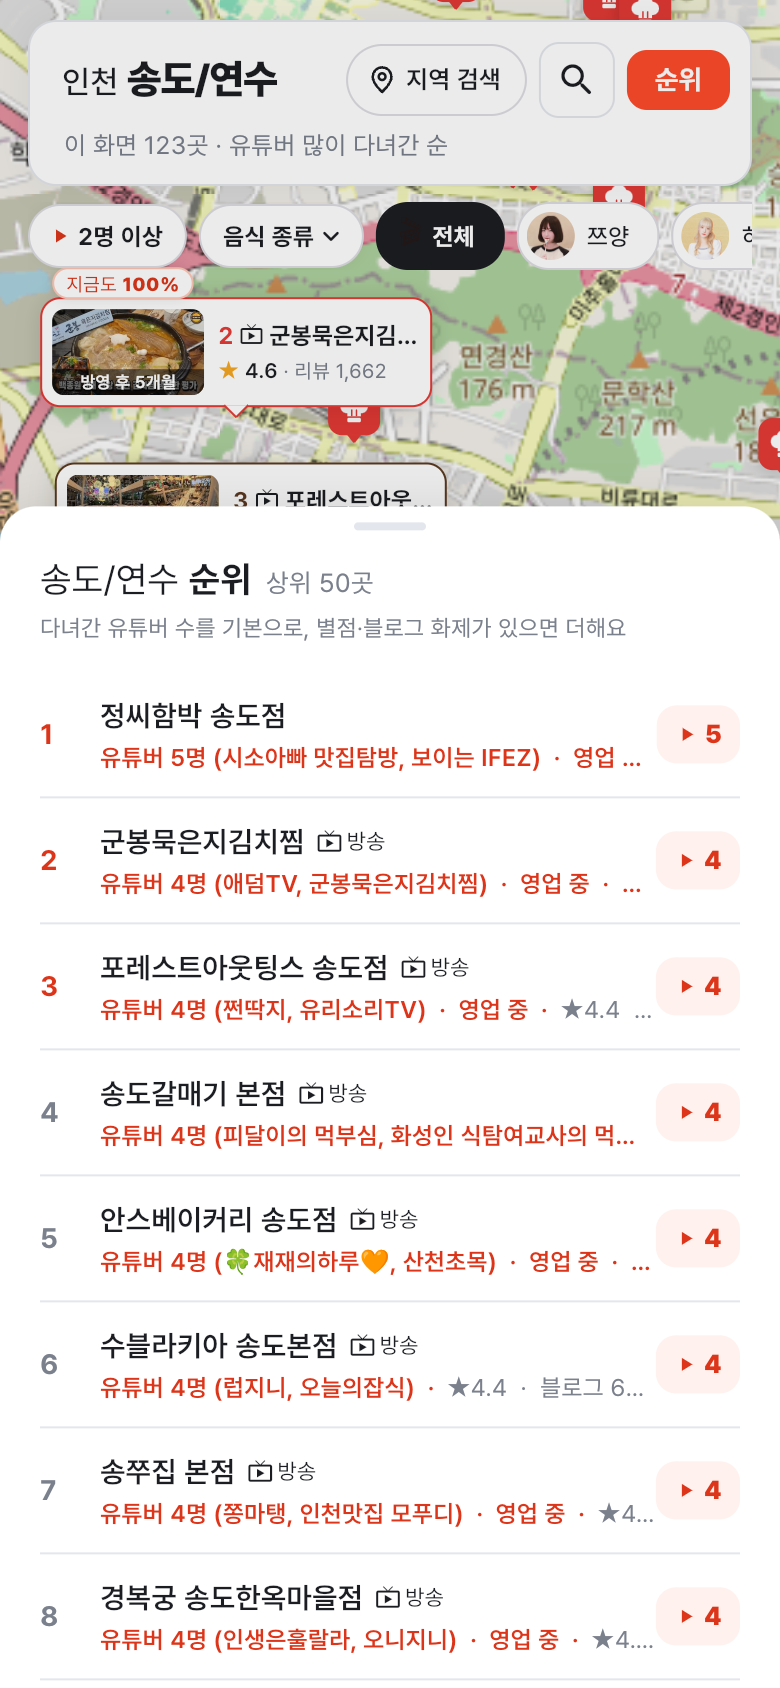 인천 송도/연수
지역 검색
순위
이 화면 123곳 · 유튜버 많이 다녀간 순
2명 이상
음식 종류
전체
쯔양
지금도 100%
2 군봉묵은지김...
방영 후 5개월
★ 4.6 · 리뷰 1,662
3 포레스트아웃...
면경산
176 m
문학산
217 m
비류대로
7
제2경인
송도/연수 순위 상위 50곳
다녀간 유튜버 수를 기본으로, 별점·블로그 화제가 있으면 더해요
1 정씨함박 송도점
유튜버 5명 (시소아빠 맛집탐방, 보이는 IFEZ) · 영업 ...
5
2 군봉묵은지김치찜 방송
유튜버 4명 (애덤TV, 군봉묵은지김치찜) · 영업 중 · ...
4
3 포레스트아웃팅스 송도점 방송
유튜버 4명 (쩐딱지, 유리소리TV) · 영업 중 · ★4.4 ...
4
4 송도갈매기 본점 방송
유튜버 4명 (피달이의 먹부심, 화성인 식탐여교사의 먹...
4
5 안스베이커리 송도점 방송
유튜버 4명 (🍀재재의하루🧡, 산천초목) · 영업 중 · ...
4
6 수블라키아 송도본점 방송
유튜버 4명 (럽지니, 오늘의잡식) · ★4.4 · 블로그 6...
4
7 송쭈집 본점 방송
유튜버 4명 (쫑마탱, 인천맛집 모푸디) · 영업 중 · ★4...
4
8 경복궁 송도한옥마을점 방송
유튜버 4명 (인생은훌랄라, 오니지니) · 영업 중 · ★4....
4